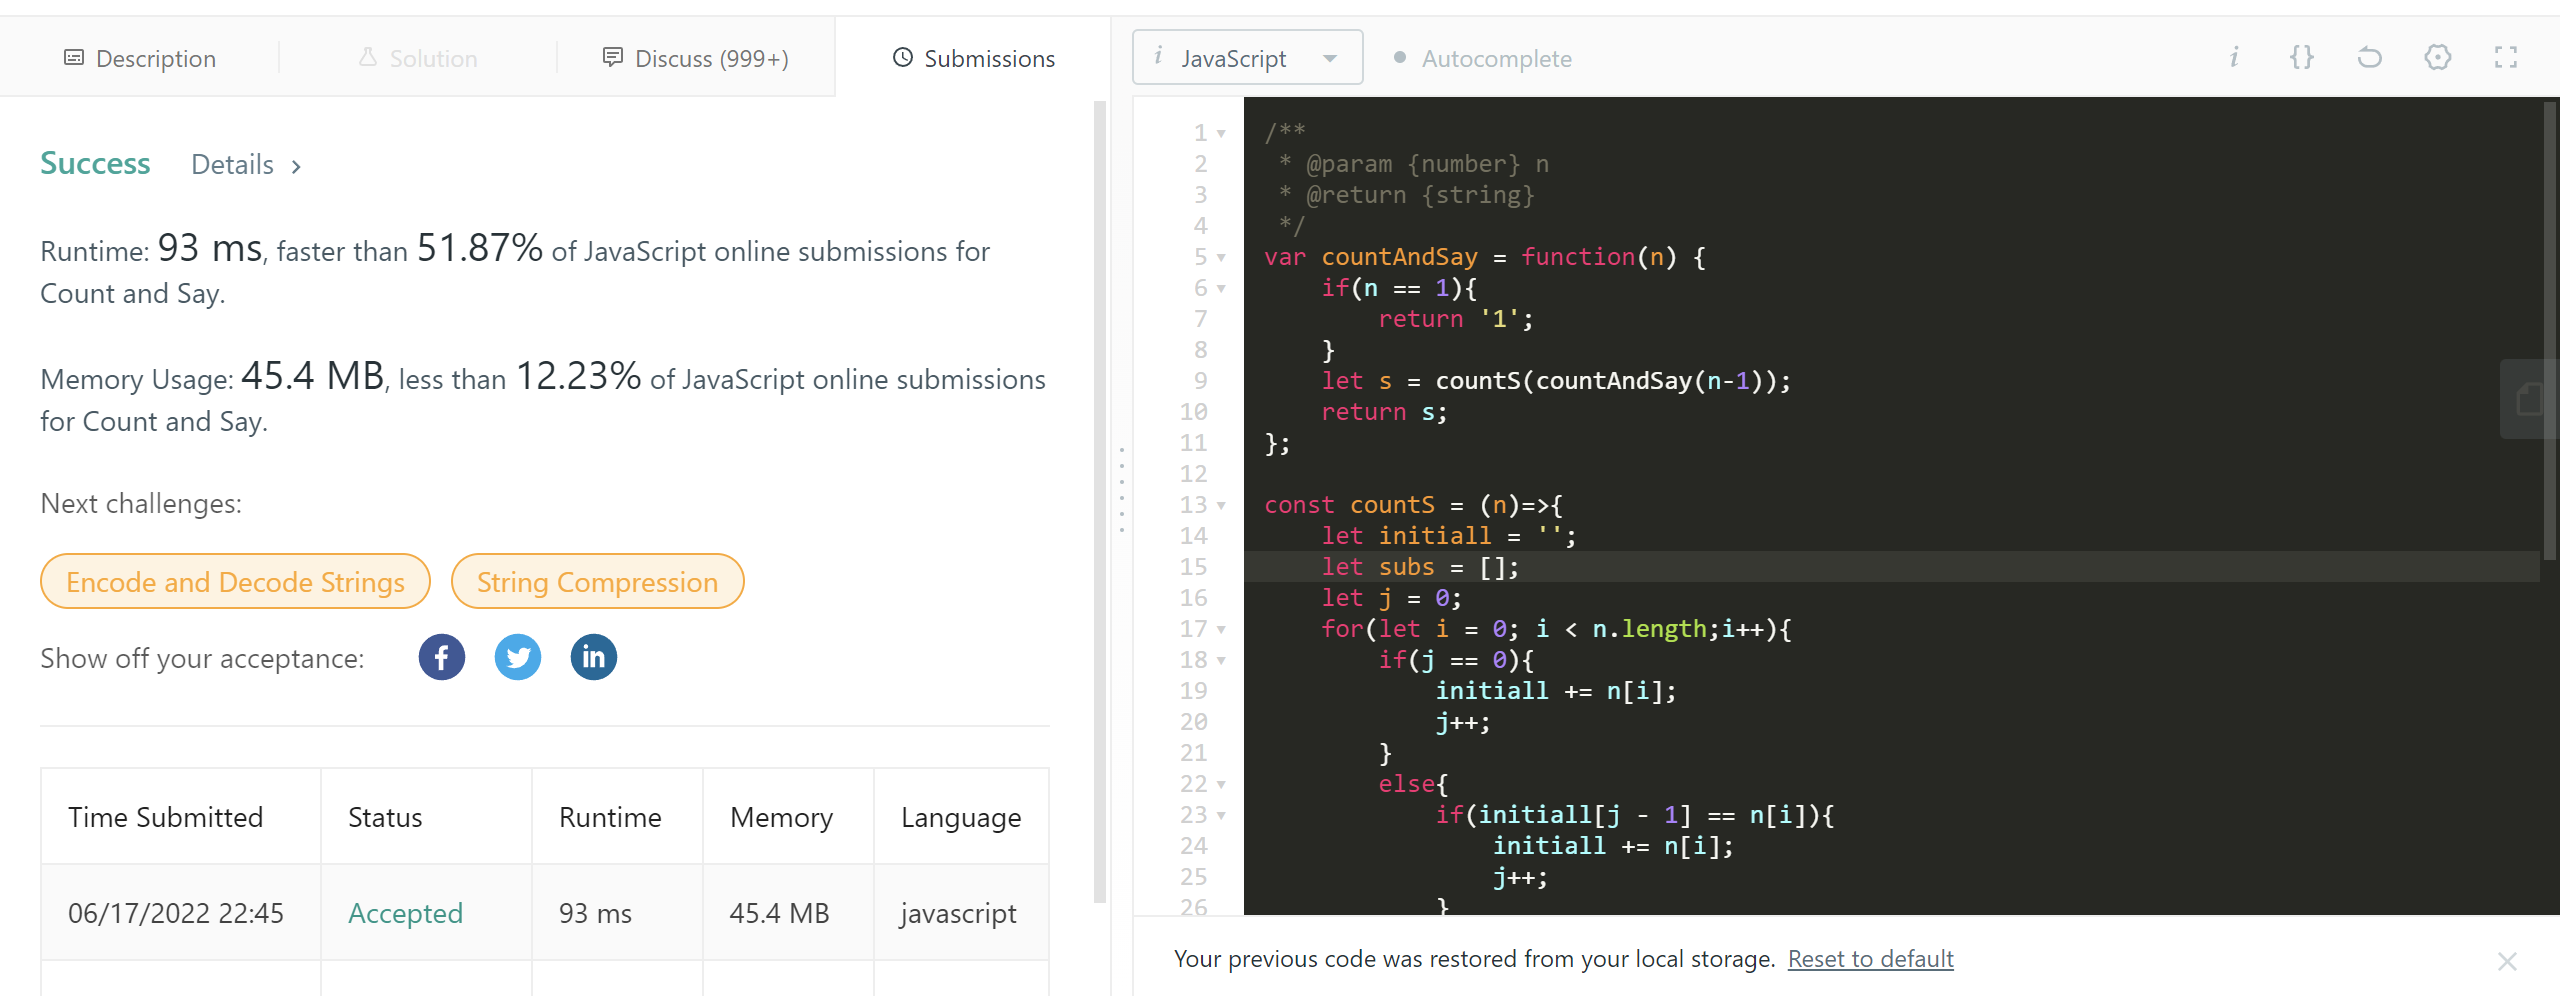 Description
Solution
Discuss (999+)
Submissions
Success Details >
Runtime: 93 ms, faster than 51.87% of JavaScript online submissions for
Count and Say.
Memory Usage: 45.4 MB, less than 12.23% of JavaScript online submissions
for Count and Say.
Next challenges:
Encode and Decode Strings
String Compression
Show off your acceptance:
f
in
Time Submitted Status Runtime Memory Language
06/17/2022 22:45 Accepted 93 ms 45.4 MB javascript
i JavaScript
Autocomplete
i {}
1 /**
2  * @param {number} n
3  * @return {string}
4  */
5 var countAndSay = function(n) {
6     if(n == 1){
7         return '1';
8     }
9     let s = countS(countAndSay(n-1));
10     return s;
11 };
12
13 const countS = (n)=>{
14     let initiall = '';
15     let subs = [];
16     let j = 0;
17     for(let i = 0; i < n.length;i++){
18         if(j == 0){
19             initiall += n[i];
20             j++;
21         }
22         else{
23             if(initiall[j - 1] == n[i]){
24                 initiall += n[i];
25                 j++;
26             }
Your previous code was restored from your local storage. Reset to default